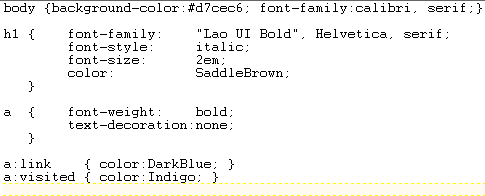 body {background-color:#d7cec6; font-family:calibri, serif;}
h1 {    font-family:    "Lao UI Bold", Helvetica, serif;
        font-style:     italic;
        font-size:      2em;
        color:          SaddleBrown;
   }
a  {    font-weight:    bold;
        text-decoration:none;
   }
a:link    { color:DarkBlue; }
a:visited { color:Indigo; }